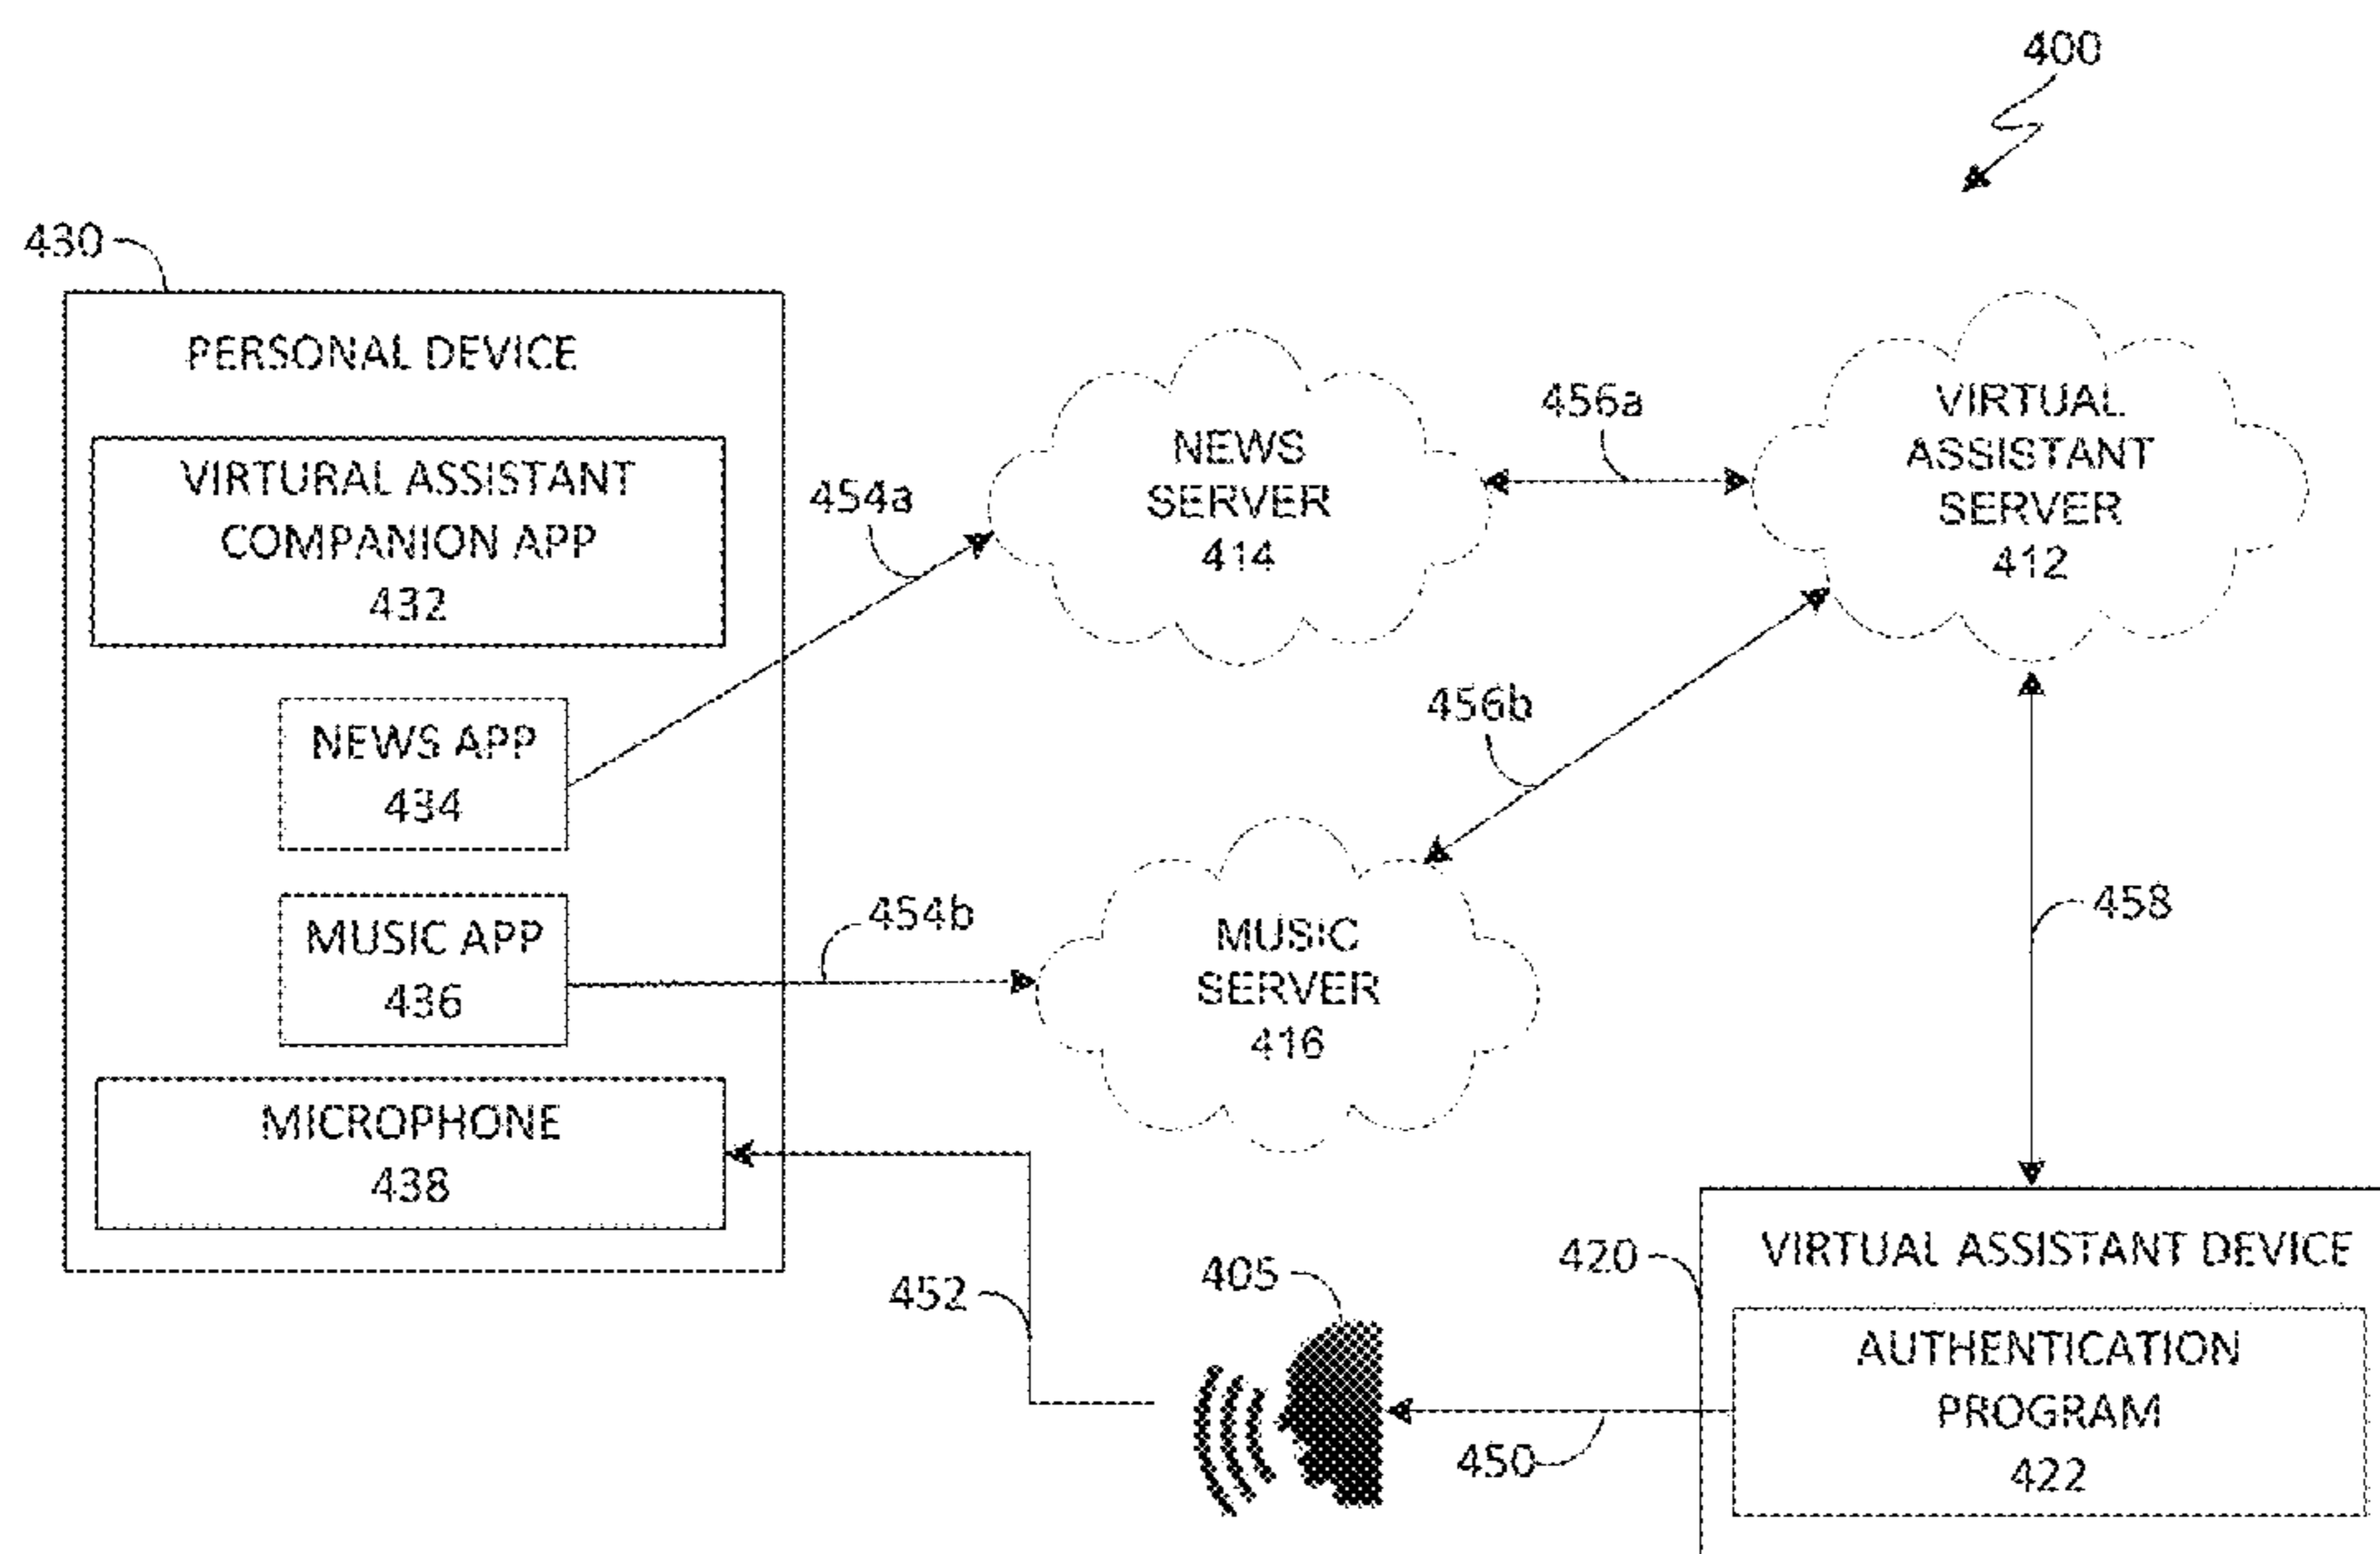 400
430
PERSONAL DEVICE
VIRTURAL ASSISTANT
COMPANION APP
432
NEWS APP
434
MUSIC APP
436
MICROPHONE
438
454a
454b
452
NEWS
SERVER
414
456a
VIRTUAL
ASSISTANT
SERVER
412
456b
MUSIC
SERVER
416
458
405
450
420
VIRTUAL ASSISTANT DEVICE
AUTHENTICATION
PROGRAM
422